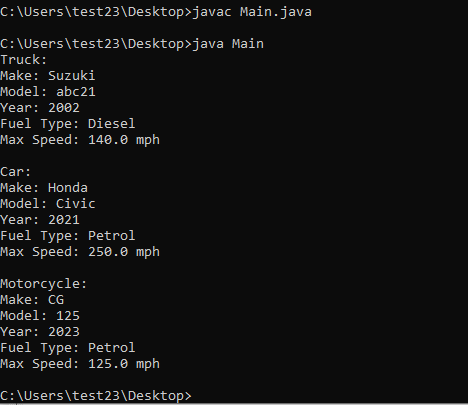 C:\Users\test23\Desktop>javac Main.java
C:\Users\test23\Desktop>java Main
Truck:
Make: Suzuki
Model: abc21
Year: 2002
Fuel Type: Diesel
Max Speed: 140.0 mph
Car:
Make: Honda
Model: Civic
Year: 2021
Fuel Type: Petrol
Max Speed: 250.0 mph
Motorcycle:
Make: CG
Model: 125
Year: 2023
Fuel Type: Petrol
Max Speed: 125.0 mph
C:\Users\test23\Desktop>